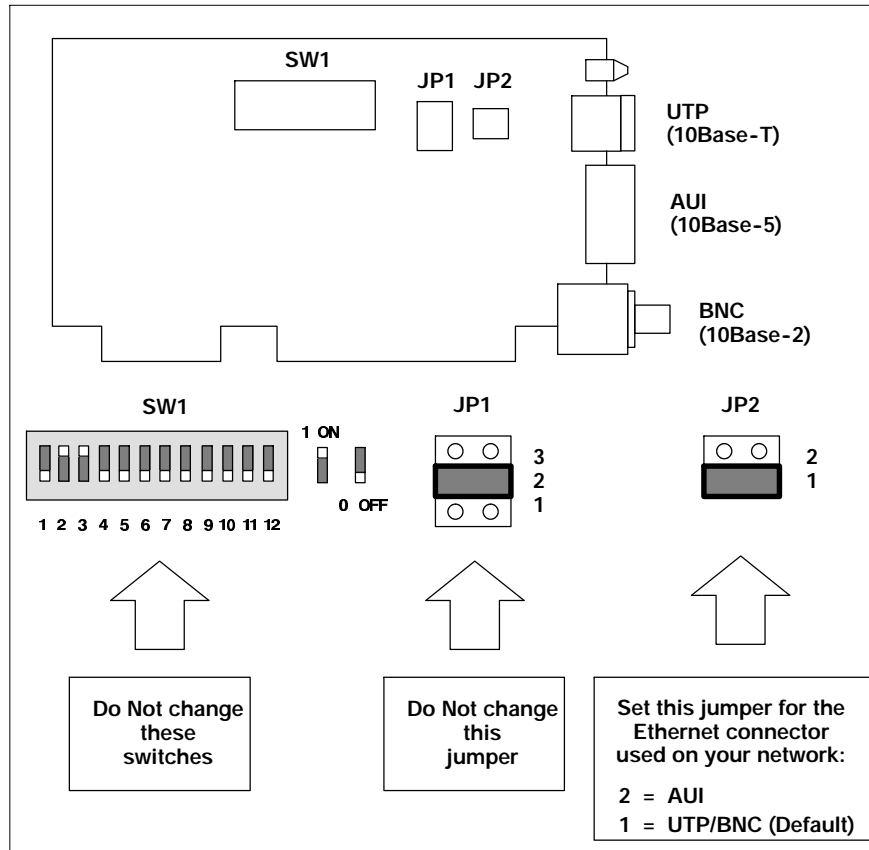 SW1
JP1 JP2
UTP
(10Base-T)
AUI
(10Base-5)
BNC
(10Base-2)
SW1
1 ON
0 OFF
1 2 3 4 5 6 7 8 9 10 11 12
JP1
3
2
1
JP2
2
1
Do Not change
these
switches
Do Not change
this
jumper
Set this jumper for the
Ethernet connector
used on your network:
2 = AUI
1 = UTP/BNC (Default)